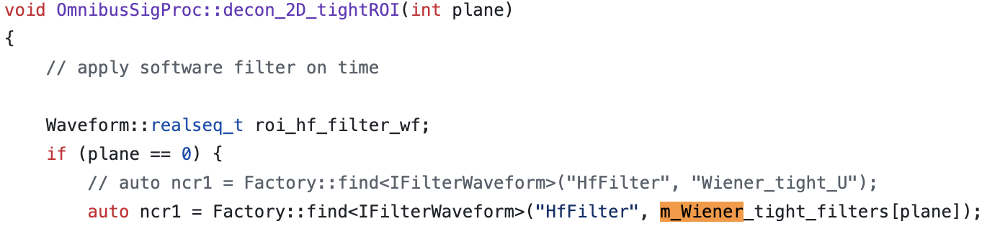 void OmnibusSigProc::decon_2D_tightROI(int plane)
{
// apply software filter on time
Waveform::realseq_t roi_hf_filter_wf;
if (plane == 0) {
// auto ncr1 = Factory::find<IFilterWaveform>("HfFilter", "Wiener_tight_U");
auto ncr1 = Factory::find<IFilterWaveform>("HfFilter", m_Wiener_tight_filters[plane]);